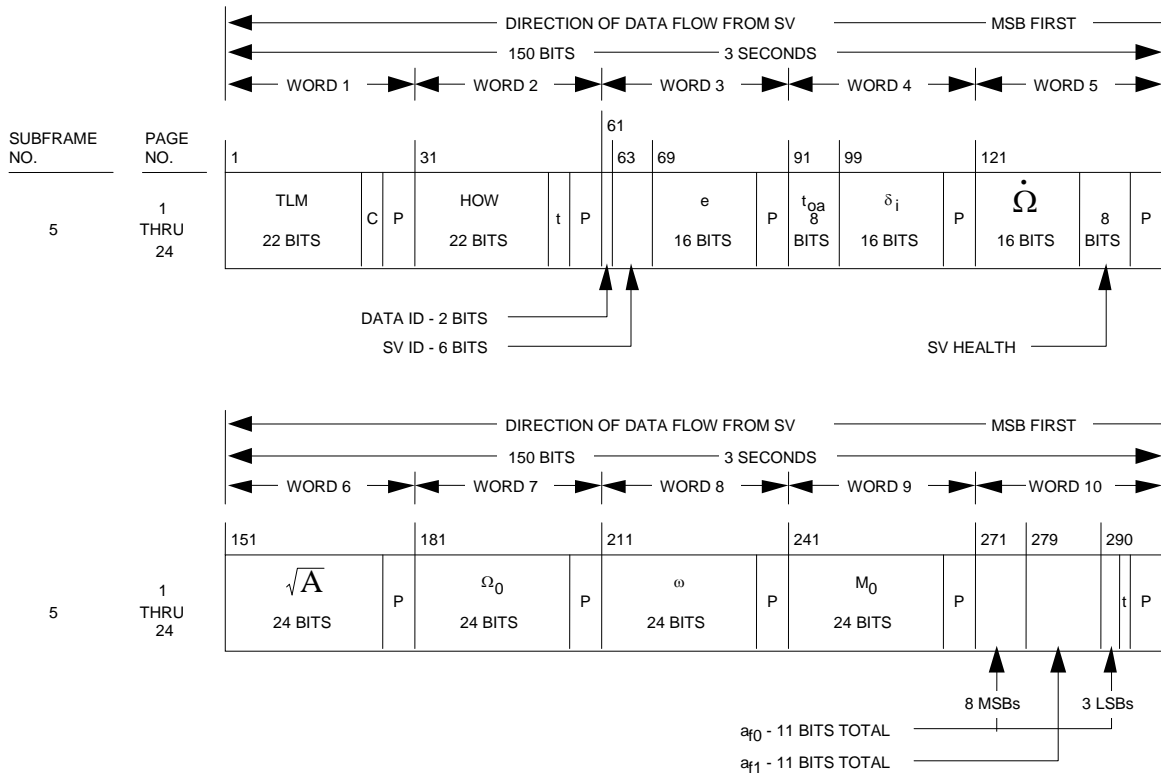 DIRECTION OF DATA FLOW FROM SV MSB FIRST
150 BITS 3 SECONDS
WORD 1 WORD 2 WORD 3 WORD 4 WORD 5
SUBFRAME NO.
PAGE NO.
61
1 31 63 69 91 99 121
5
1 THRU 24
TLM 22 BITS
C
P
HOW 22 BITS
t
P
e 16 BITS
P
t_oa 8 BITS
δ_i 16 BITS
P
Ω̇ 16 BITS
8 BITS
P
DATA ID - 2 BITS
SV ID - 6 BITS
SV HEALTH
DIRECTION OF DATA FLOW FROM SV MSB FIRST
150 BITS 3 SECONDS
WORD 6 WORD 7 WORD 8 WORD 9 WORD 10
151 181 211 241 271 279 290
5
1 THRU 24
√A 24 BITS
P
Ω_0 24 BITS
P
ω 24 BITS
P
M_0 24 BITS
P
t
P
8 MSBs 3 LSBs
a_f0 - 11 BITS TOTAL
a_f1 - 11 BITS TOTAL